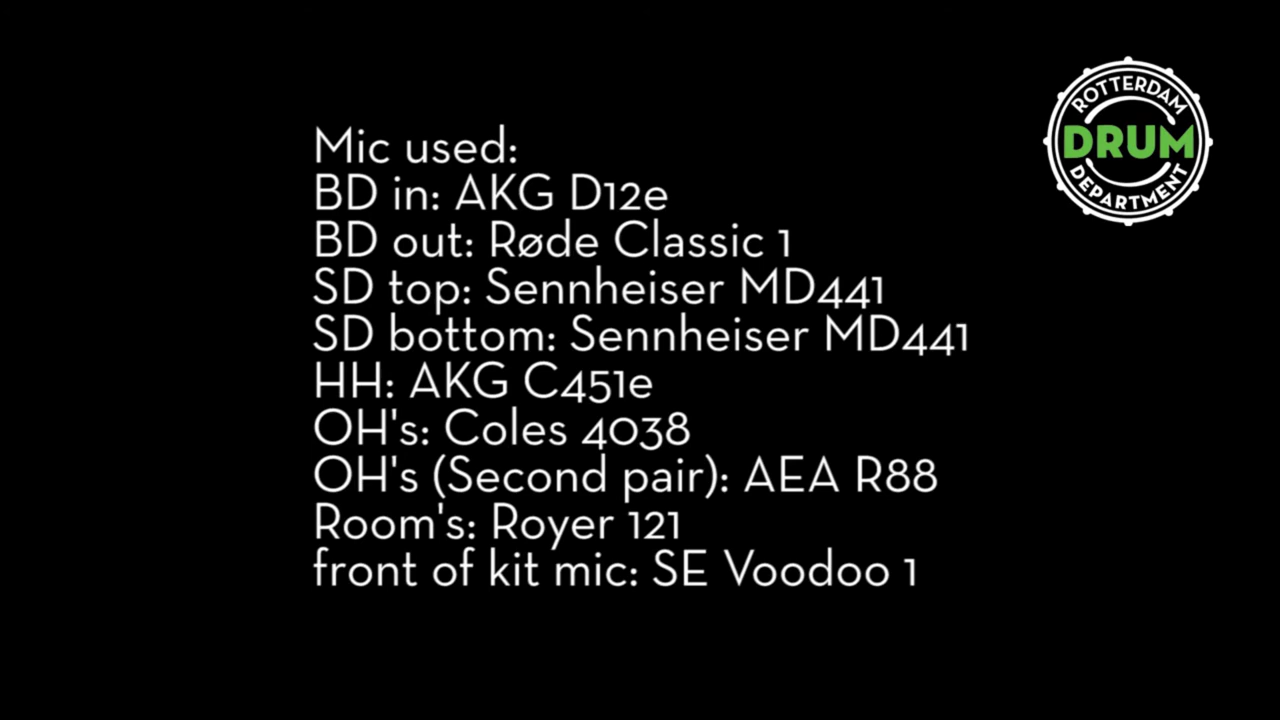 Mic used:
BD in: AKG D12e
BD out: Røde Classic 1
SD top: Sennheiser MD441
SD bottom: Sennheiser MD441
HH: AKG C451e
OH's: Coles 4038
OH's (Second pair): AEA R88
Room's: Royer 121
front of kit mic: SE Voodoo 1
ROTTERDAM
DRUM
DEPARTMENT